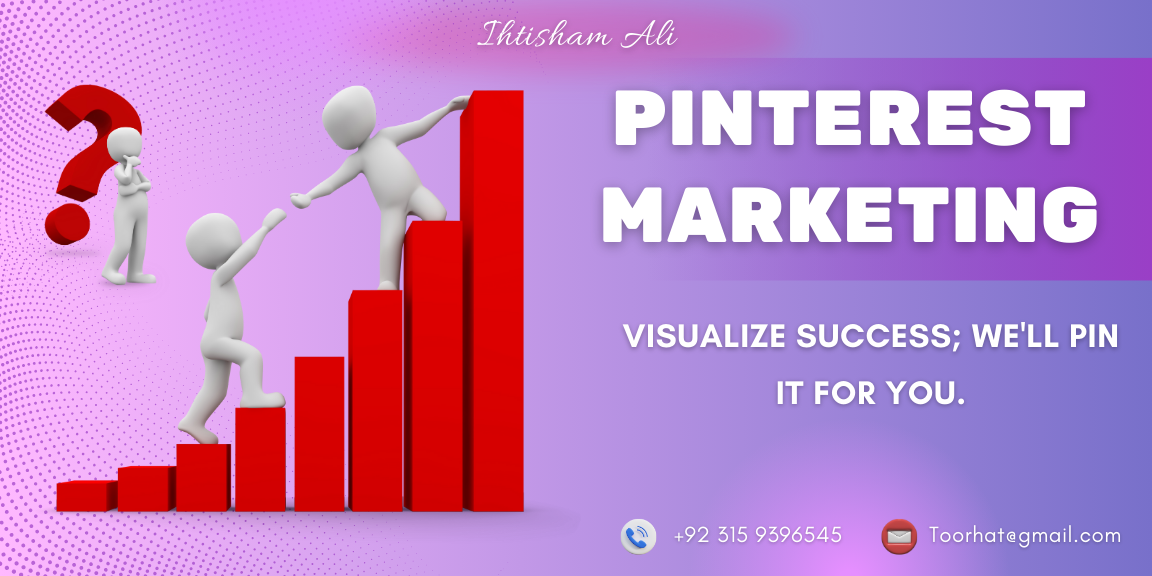 Ihtisham Ali
PINTEREST
MARKETING
VISUALIZE SUCCESS; WE'LL PIN
IT FOR YOU.
+92 315 9396545
Toorhat@gmail.com